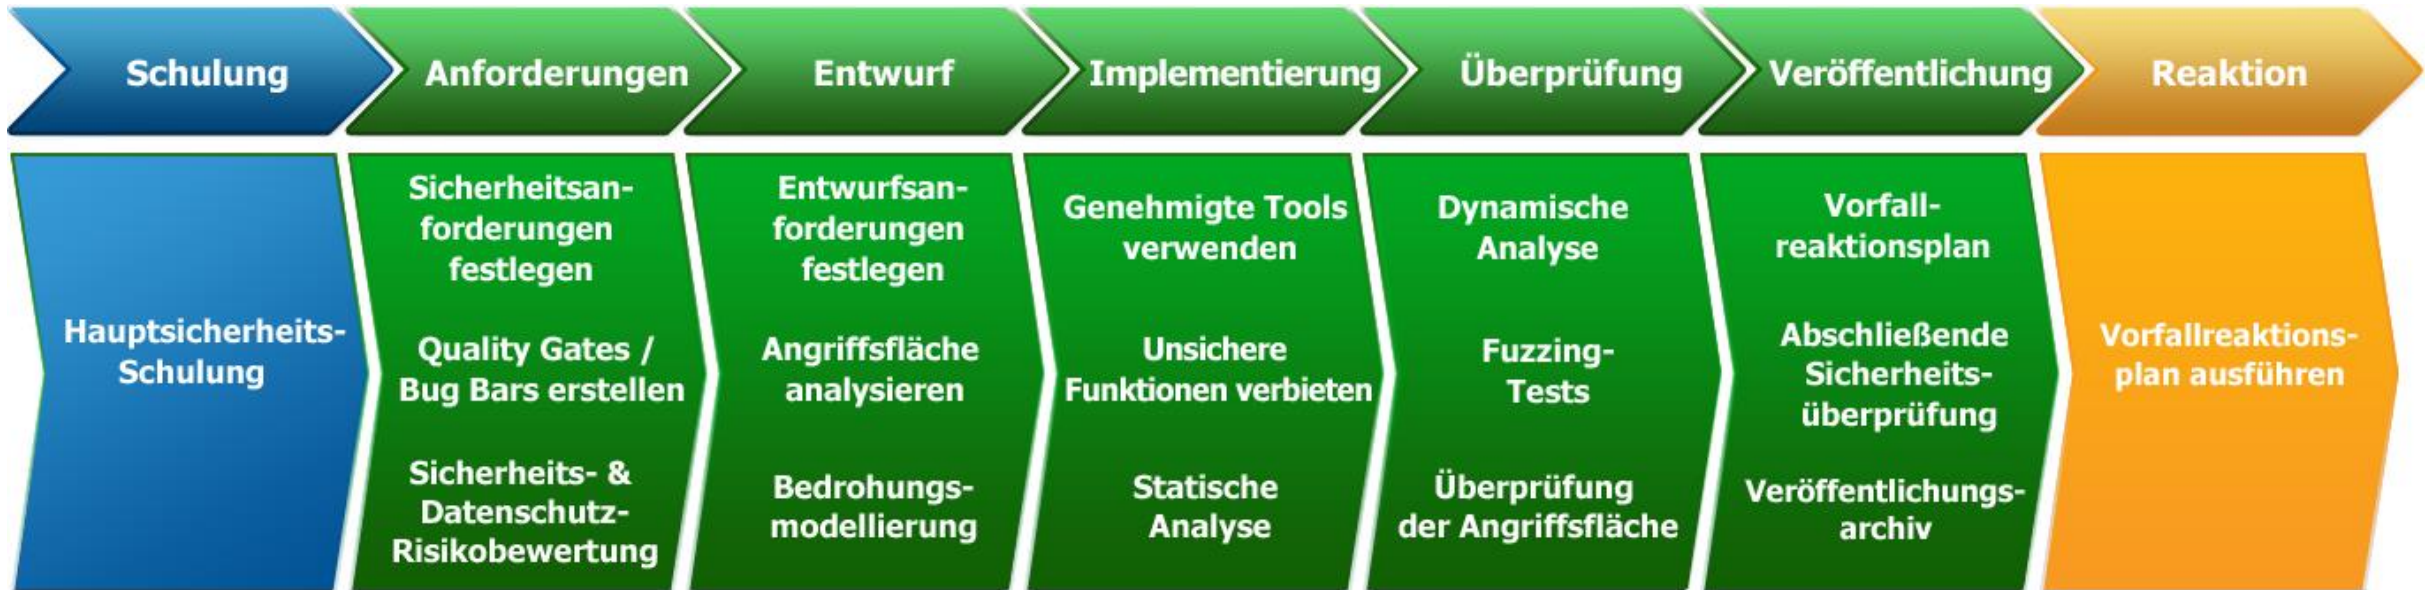 Schulung
Anforderungen
Entwurf
Implementierung
Überprüfung
Veröffentlichung
Reaktion
Hauptsicherheits-
Schulung
Sicherheitsan-
forderungen
festlegen
Quality Gates /
Bug Bars erstellen
Sicherheits- &
Datenschutz-
Risikobewertung
Entwurfsan-
forderungen
festlegen
Angriffsfläche
analysieren
Bedrohungs-
modellierung
Genehmigte Tools
verwenden
Unsichere
Funktionen verbieten
Statische
Analyse
Dynamische
Analyse
Fuzzing-
Tests
Überprüfung
der Angriffsfläche
Vorfall-
reaktionsplan
Abschließende
Sicherheits-
überprüfung
Veröffentlichungs-
archiv
Vorfallreaktions-
plan ausführen